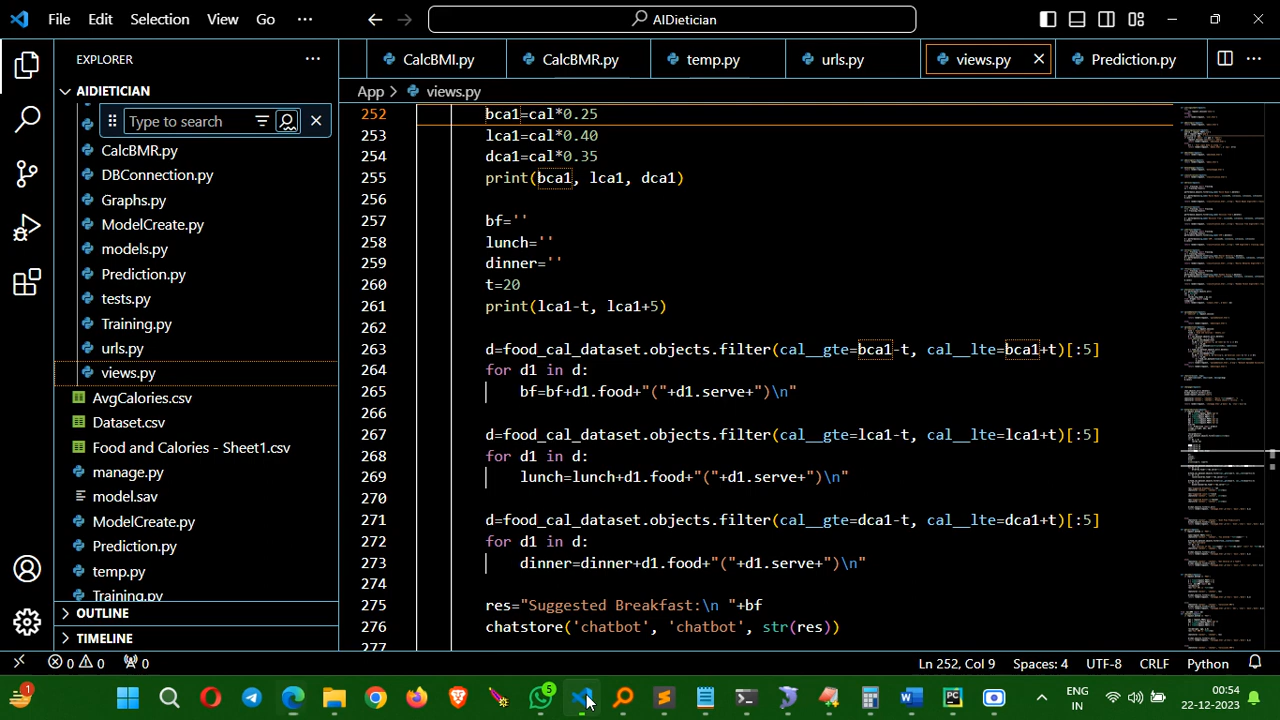 File Edit Selection View Go ···
AIDietician
EXPLORER ···
AIDIETICIAN
Type to search
CalcBMR.py
DBConnection.py
Graphs.py
ModelCreate.py
models.py
Prediction.py
tests.py
Training.py
urls.py
views.py
AvgCalories.csv
Dataset.csv
Food and Calories - Sheet1.csv
manage.py
model.sav
ModelCreate.py
Prediction.py
temp.py
Training.py
OUTLINE
TIMELINE
CalcBMI.py CalcBMR.py temp.py urls.py views.py Prediction.py ···
App > views.py
252 bca1=cal*0.25
253 lca1=cal*0.40
254 dca1=cal*0.35
255 print(bca1, lca1, dca1)
256
257 bf=''
258 lunch=''
259 dinner=''
260 t=20
261 print(lca1-t, lca1+5)
262
263 d=food_cal_dataset.objects.filter(cal__gte=bca1-t, cal__lte=bca1+t)[:5]
264 for d1 in d:
265 bf=bf+d1.food+"("+d1.serve+")\n"
266
267 d=food_cal_dataset.objects.filter(cal__gte=lca1-t, cal__lte=lca1+t)[:5]
268 for d1 in d:
269 lunch=lunch+d1.food+"("+d1.serve+")\n"
270
271 d=food_cal_dataset.objects.filter(cal__gte=dca1-t, cal__lte=dca1+t)[:5]
272 for d1 in d:
273 dinner=dinner+d1.food+"("+d1.serve+")\n"
274
275 res="Suggested Breakfast:\n "+bf
276 cstore('chatbot', 'chatbot', str(res))
277
0 0 0 Ln 252, Col 9 Spaces: 4 UTF-8 CRLF Python
1 5 ENG IN 00:54 22-12-2023